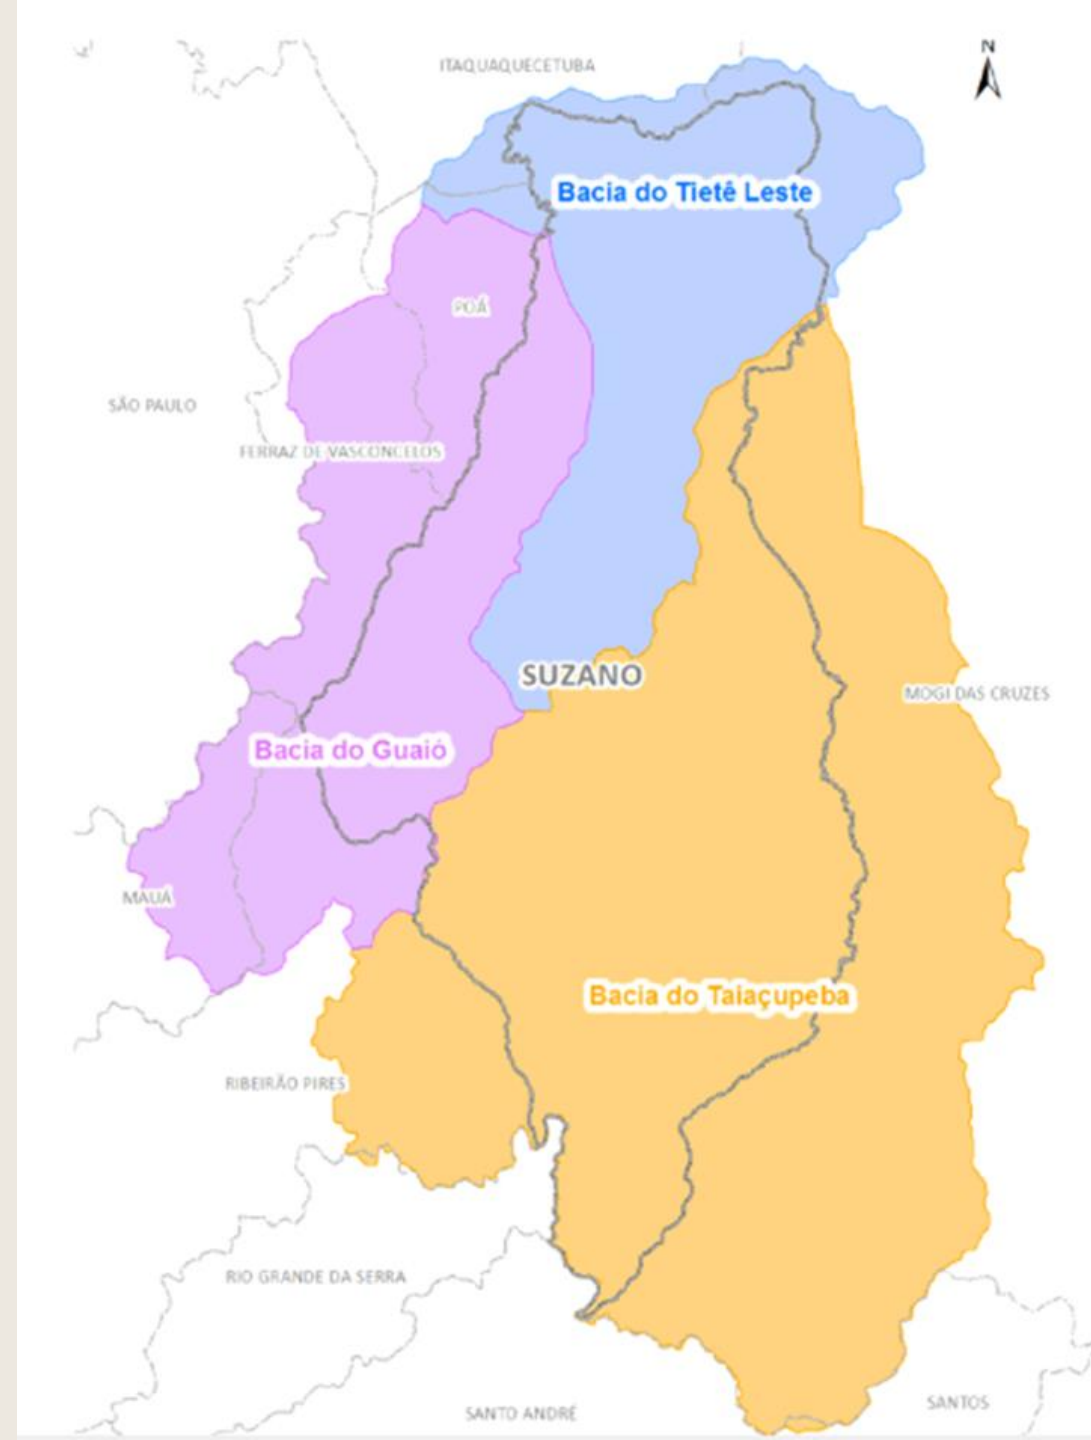 N
ITAQUAQUECETUBA
Bacia do Tietê Leste
POÁ
SÃO PAULO
FERRAZ DE VASCONCELOS
SUZANO
MOGI DAS CRUZES
Bacia do Guaió
MAUÁ
Bacia do Taiaçupeba
RIBEIRÃO PIRES
RIO GRANDE DA SERRA
SANTOS
SANTO ANDRÉ